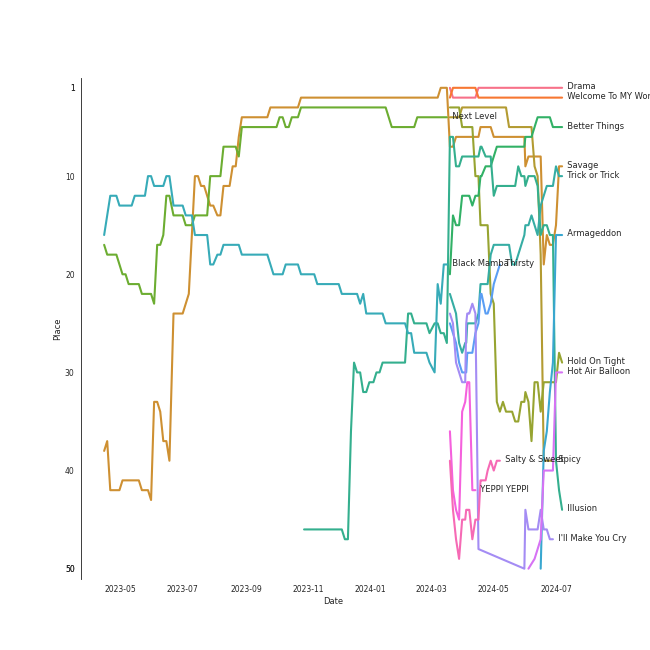 1
Drama
Welcome To MY Wor
Next Level
Better Things
Savage
10
Trick or Trick
Armageddon
Black Mamba
Thirsty
20
Place
Hold On Tight
30
Hot Air Balloon
Salty & Sweet
Spicy
40
YEPPI YEPPI
Illusion
I'll Make You Cry
50
2023-05
2023-07
2023-09
2023-11
2024-01
2024-03
2024-05
2024-07
Date